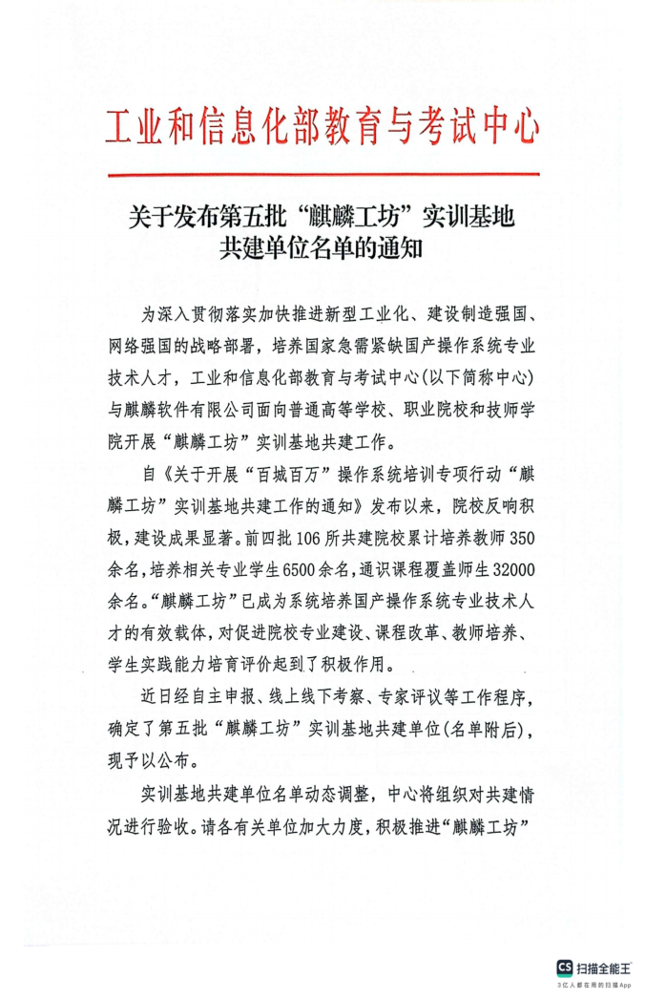 工业和信息化部教育与考试中心
关于发布第五批“麒麟工坊”实训基地
共建单位名单的通知
为深入贯彻落实加快推进新型工业化、建设制造强国、
网络强国的战略部署，培养国家急需紧缺国产操作系统专业
技术人才，工业和信息化部教育与考试中心(以下简称中心)
与麒麟软件有限公司面向普通高等学校、职业院校和技师学
院开展“麒麟工坊”实训基地共建工作。
自《关于开展“百城百万”操作系统培训专项行动“麒
麟工坊”实训基地共建工作的通知》发布以来，院校反响积
极，建设成果显著。前四批 106 所共建院校累计培养教师 350
余名，培养相关专业学生 6500 余名，通识课程覆盖师生 32000
余名。“麒麟工坊”已成为系统培养国产操作系统专业技术人
才的有效载体，对促进院校专业建设、课程改革、教师培养、
学生实践能力培育评价起到了积极作用。
近日经自主申报、线上线下考察、专家评议等工作程序，
确定了第五批“麒麟工坊”实训基地共建单位(名单附后)，
现予以公布。
实训基地共建单位名单动态调整，中心将组织对共建情
况进行验收。请各有关单位加大力度，积极推进“麒麟工坊”
CS 扫描全能王
3亿人都在用的扫描App